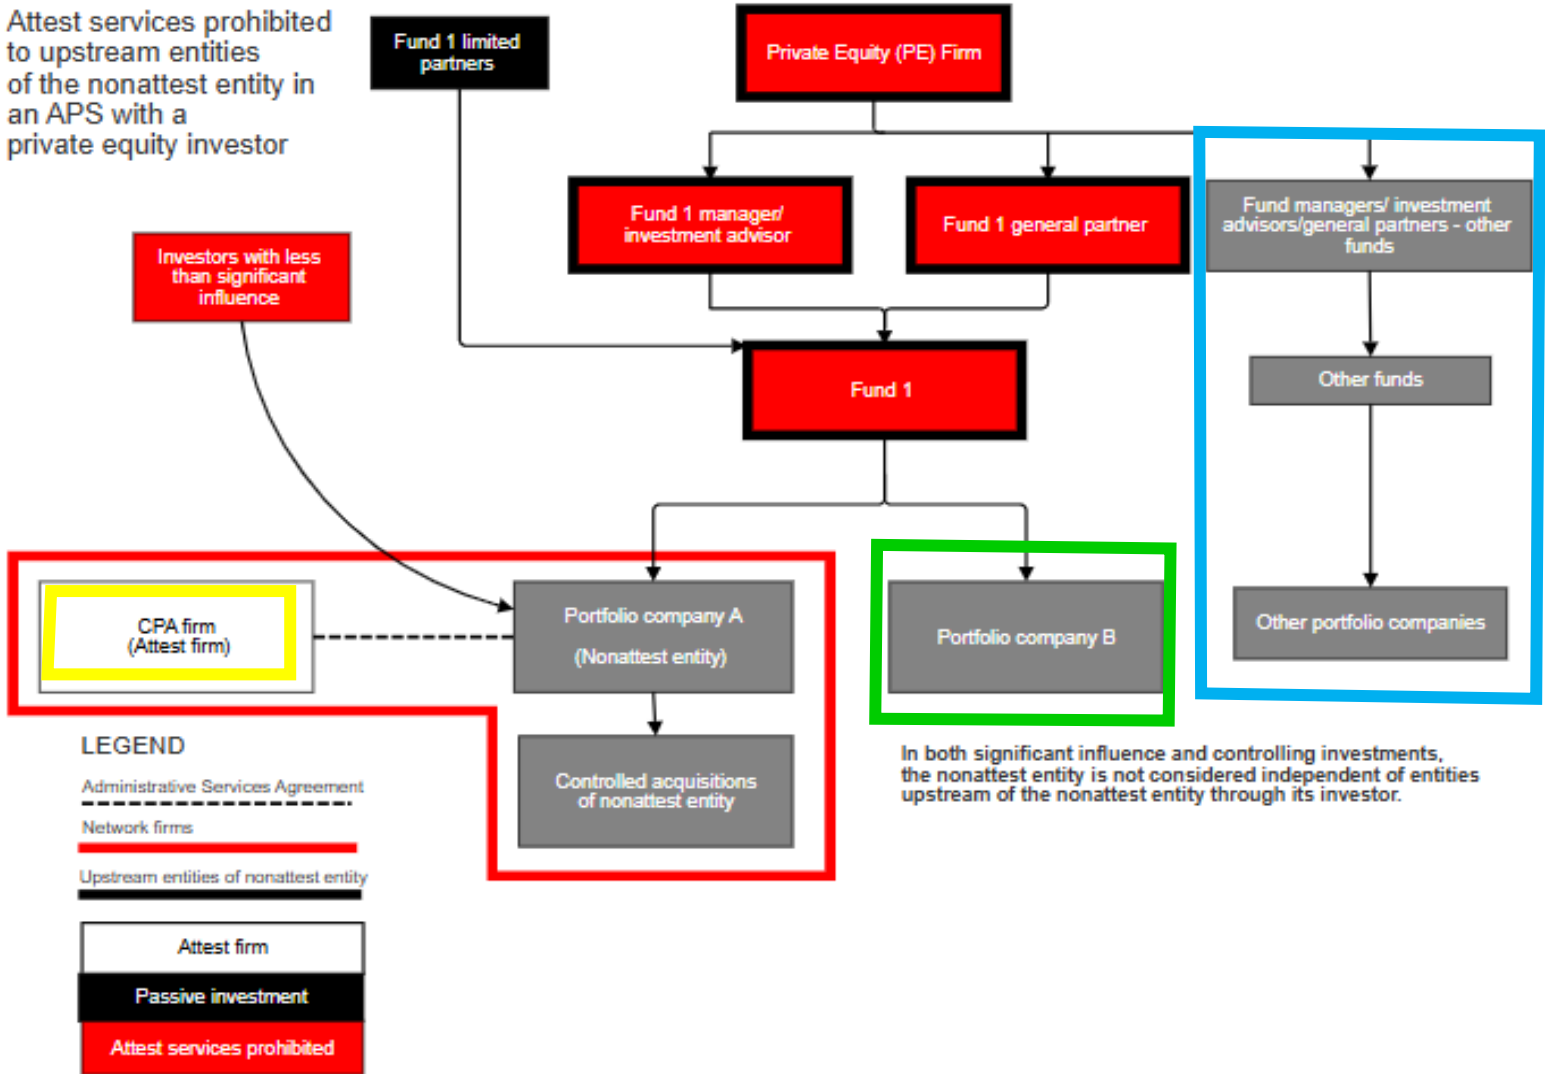 Attest services prohibited
to upstream entities
of the nonattest entity in
an APS with a
private equity investor
Fund 1 limited
partners
Private Equity (PE) Firm
Fund 1 manager/
investment advisor
Fund 1 general partner
Fund managers/ investment
advisors/general partners - other
funds
Investors with less
than significant
influence
Fund 1
Other funds
CPA firm
(Attest firm)
Portfolio company A
(Nonattest entity)
Portfolio company B
Other portfolio companies
Controlled acquisitions
of nonattest entity
In both significant influence and controlling investments,
the nonattest entity is not considered independent of entities
upstream of the nonattest entity through its investor.
LEGEND
Administrative Services Agreement
Network firms
Upstream entities of nonattest entity
Attest firm
Passive investment
Attest services prohibited